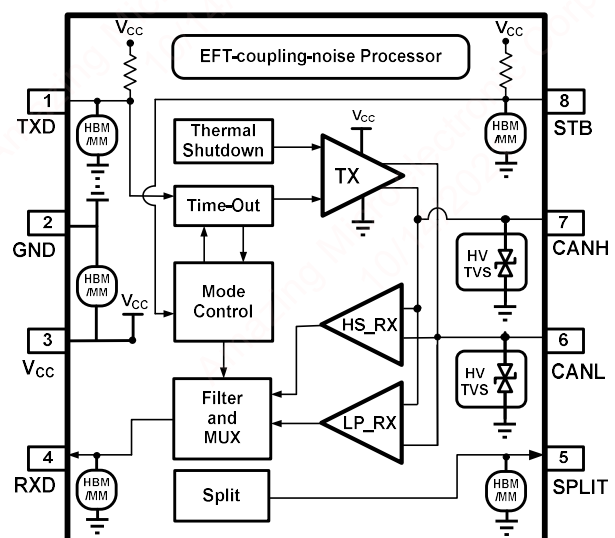 VCC
VCC
EFT-coupling-noise Processor
1
TXD
8
STB
HBM
/MM
HBM
/MM
Thermal
Shutdown
VCC
TX
Time-Out
2
GND
7
CANH
HV
TVS
HBM
/MM
VCC
Mode
Control
HS_RX
3
VCC
6
CANL
HV
TVS
Filter
and
MUX
LP_RX
4
RXD
5
SPLIT
HBM
/MM
Split
HBM
/MM